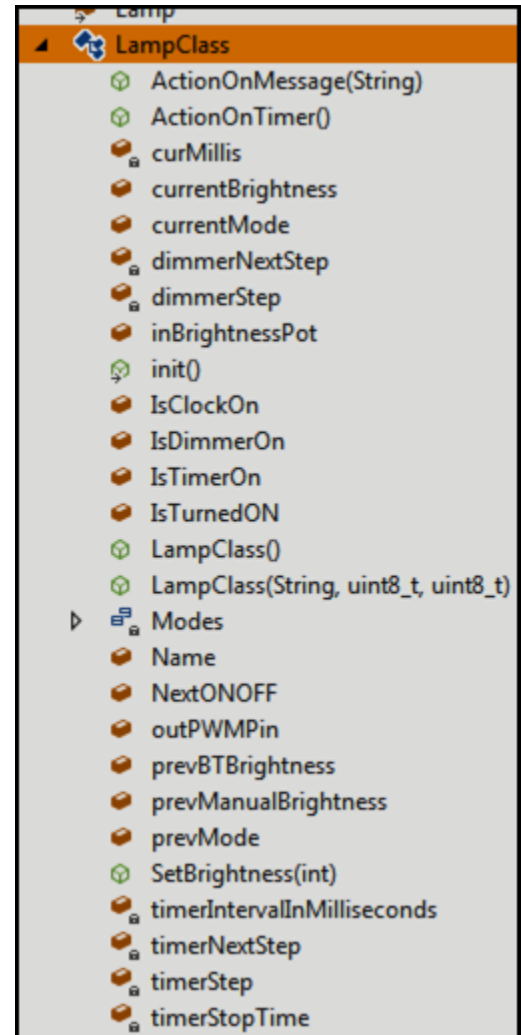 Lamp
LampClass
ActionOnMessage(String)
ActionOnTimer()
curMillis
currentBrightness
currentMode
dimmerNextStep
dimmerStep
inBrightnessPot
init()
IsClockOn
IsDimmerOn
IsTimerOn
IsTurnedON
LampClass()
LampClass(String, uint8_t, uint8_t)
Modes
Name
NextONOFF
outPWMPin
prevBTBrightness
prevManualBrightness
prevMode
SetBrightness(int)
timerIntervalInMilliseconds
timerNextStep
timerStep
timerStopTime